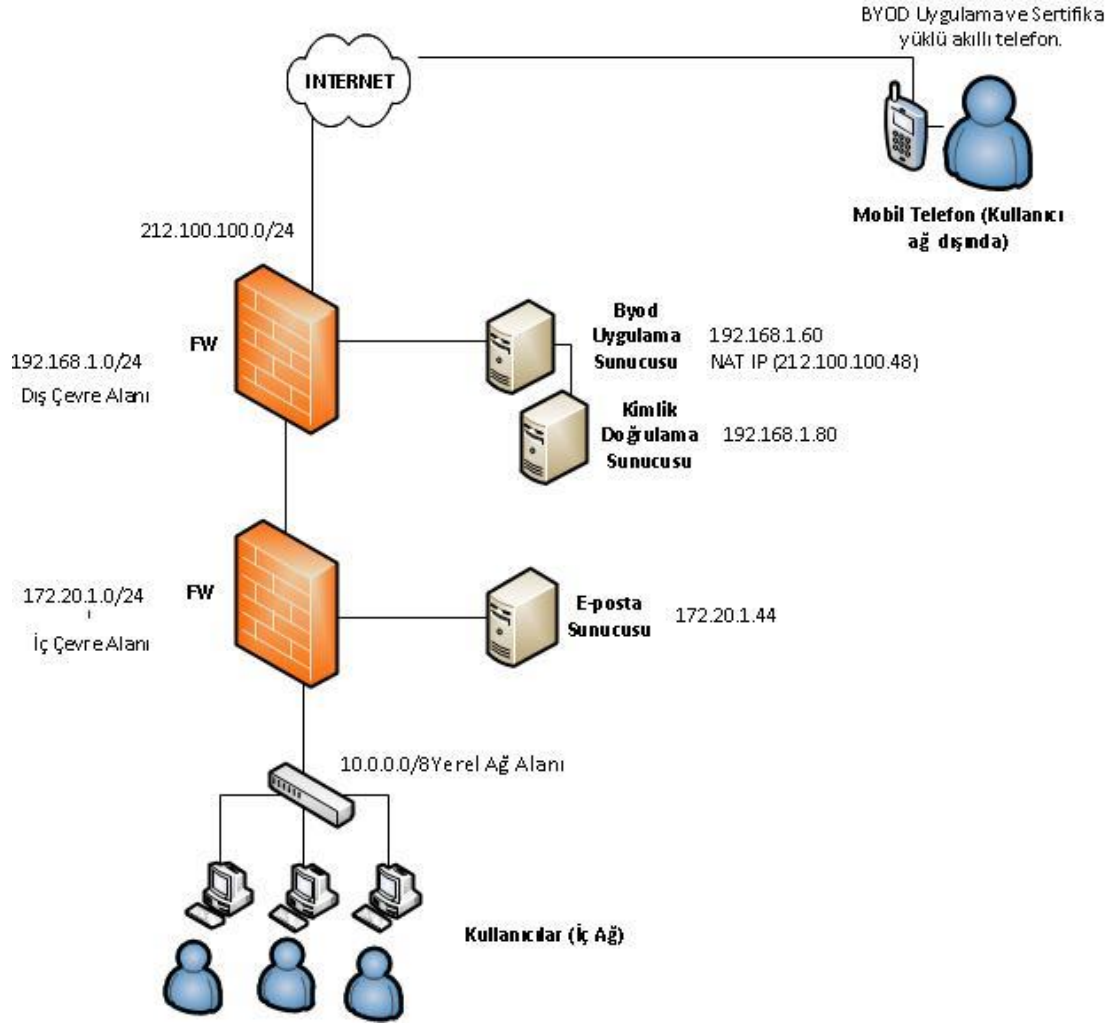 BYOD Uygulama ve Sertifika
yüklü akıllı telefon.
INTERNET
Mobil Telefon (Kullanıcı
ağ dışında)
212.100.100.0/24
FW
192.168.1.0/24
Dış Çevre Alanı
Byod
Uygulama
Sunucusu
192.168.1.60
NAT IP (212.100.100.48)
Kimlik
Doğrulama
Sunucusu
192.168.1.80
172.20.1.0/24
FW
İç Çevre Alanı
E-posta
Sunucusu
172.20.1.44
10.0.0.0/8 Yerel Ağ Alanı
Kullanıcılar (İç Ağ)